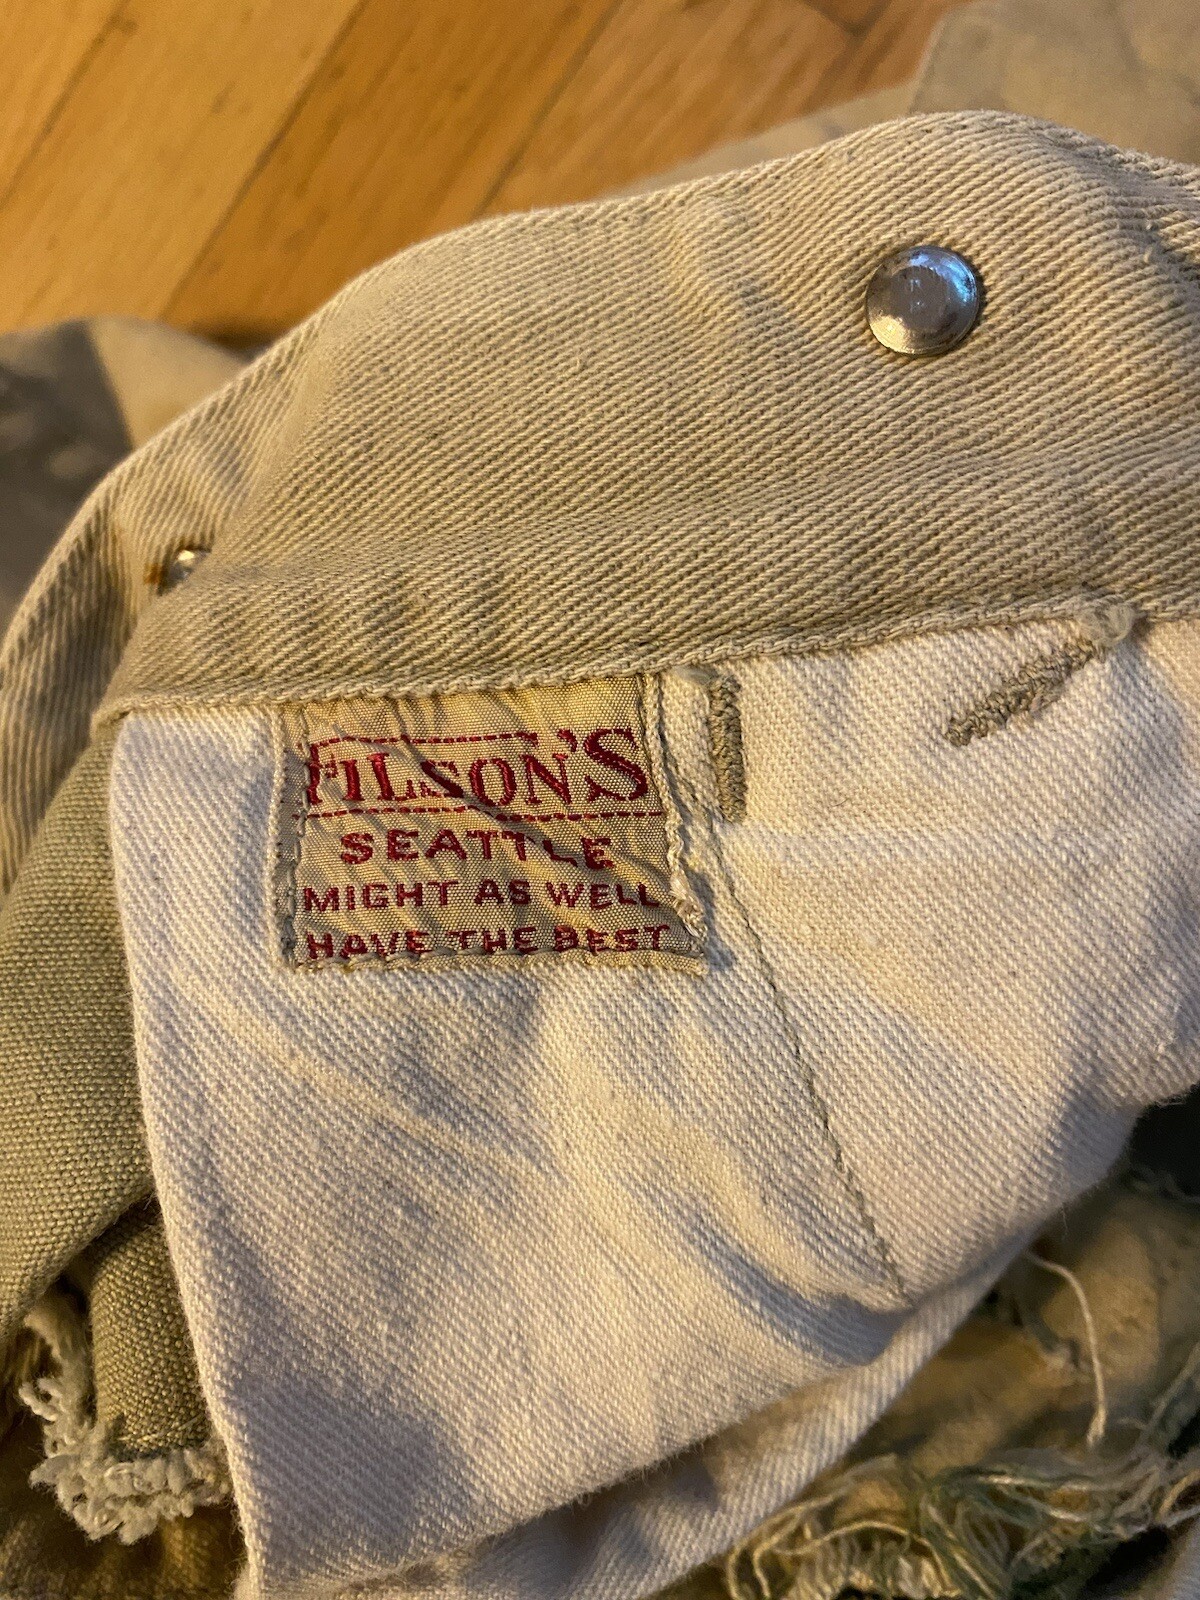 FILSON'S
SEATTLE
MIGHT AS WELL
HAVE THE BEST